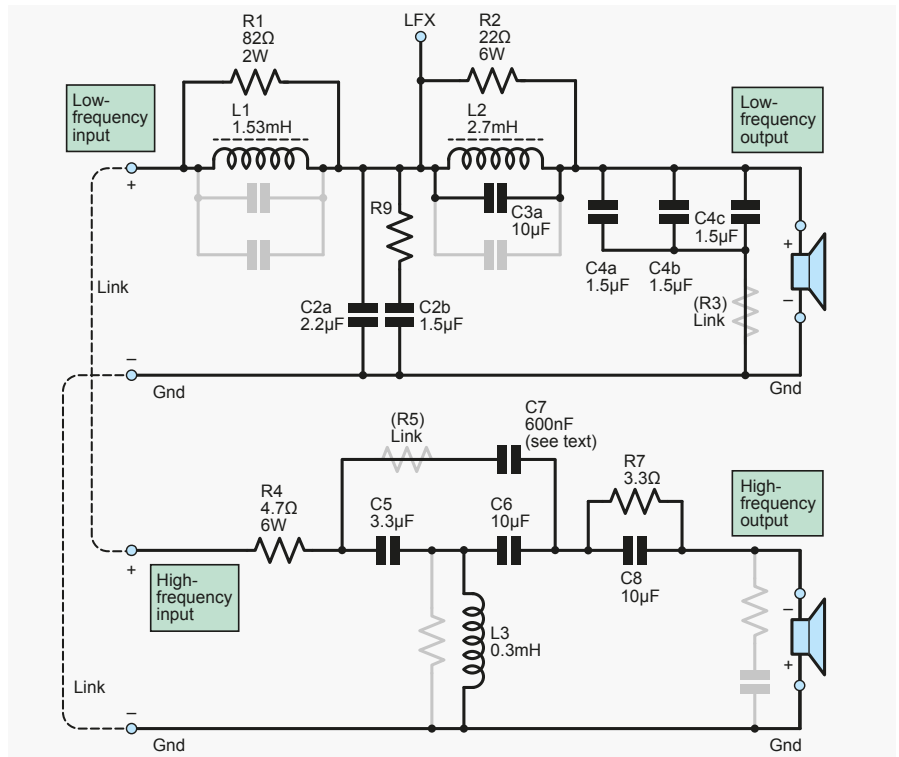 R1
82Ω
2W
LFX
R2
22Ω
6W
Low-
frequency
input
L1
1.53mH
L2
2.7mH
Low-
frequency
output
+
R9
C3a
10µF
C4c
1.5µF
+
Link
C2a
2.2µF
C2b
1.5µF
C4a
1.5µF
C4b
1.5µF
(R3)
Link
–
–
Gnd
Gnd
(R5)
Link
C7
600nF
(see text)
R7
3.3Ω
High-
frequency
output
R4
4.7Ω
6W
C5
3.3µF
C6
10µF
+
High-
frequency
input
C8
10µF
–
L3
0.3mH
+
Link
–
Gnd
Gnd